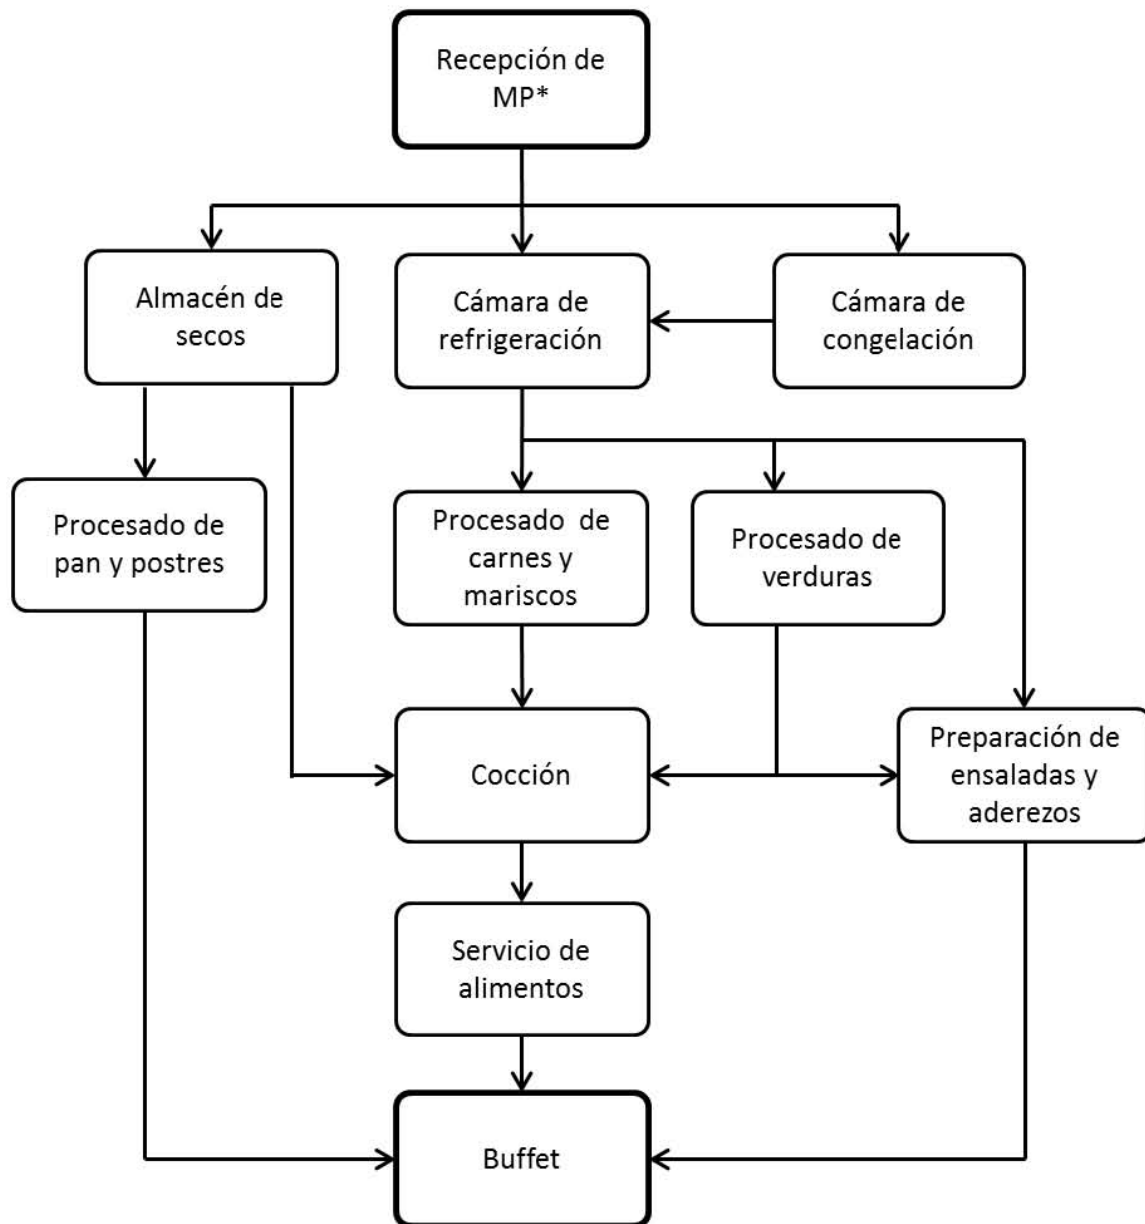 Recepción de
MP*
Almacén de
secos
Cámara de
refrigeración
Cámara de
congelación
Procesado de
pan y postres
Procesado de
carnes y
mariscos
Procesado de
verduras
Cocción
Preparación de
ensaladas y
aderezos
Servicio de
alimentos
Buffet